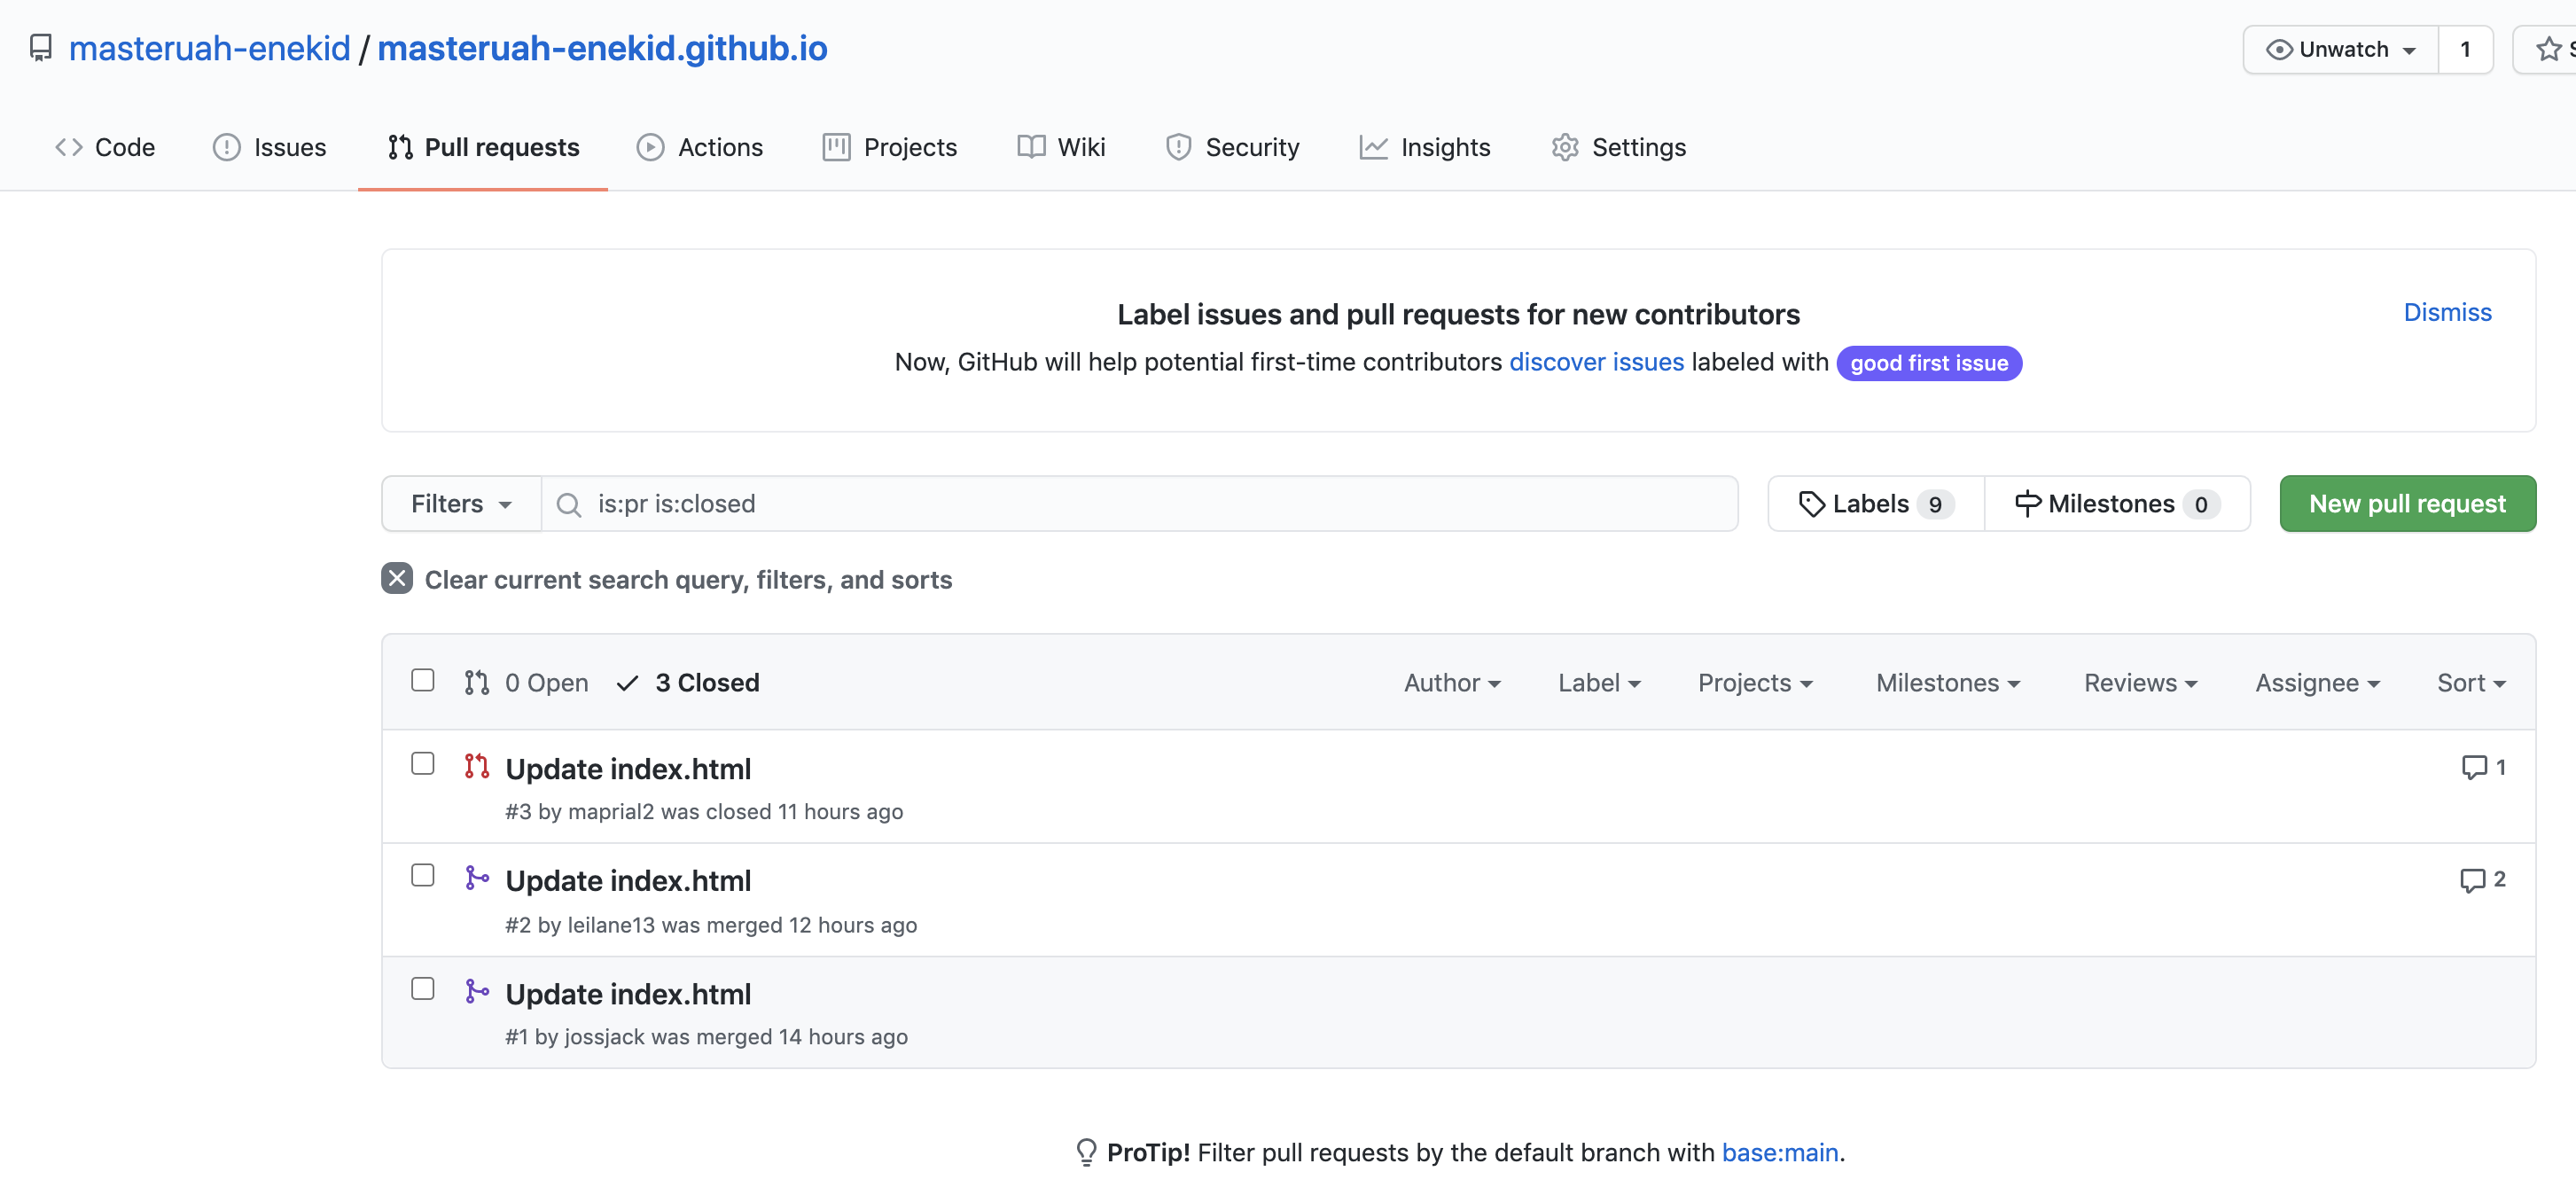 masteruah-enekid / masteruah-enekid.github.io
Unwatch 1
Code Issues Pull requests Actions Projects Wiki Security Insights Settings
Label issues and pull requests for new contributors
Dismiss
Now, GitHub will help potential first-time contributors discover issues labeled with good first issue
Filters is:pr is:closed Labels 9 Milestones 0 New pull request
Clear current search query, filters, and sorts
0 Open 3 Closed Author Label Projects Milestones Reviews Assignee Sort
Update index.html 1
#3 by maprial2 was closed 11 hours ago
Update index.html 2
#2 by leilane13 was merged 12 hours ago
Update index.html
#1 by jossjack was merged 14 hours ago
ProTip! Filter pull requests by the default branch with base:main.